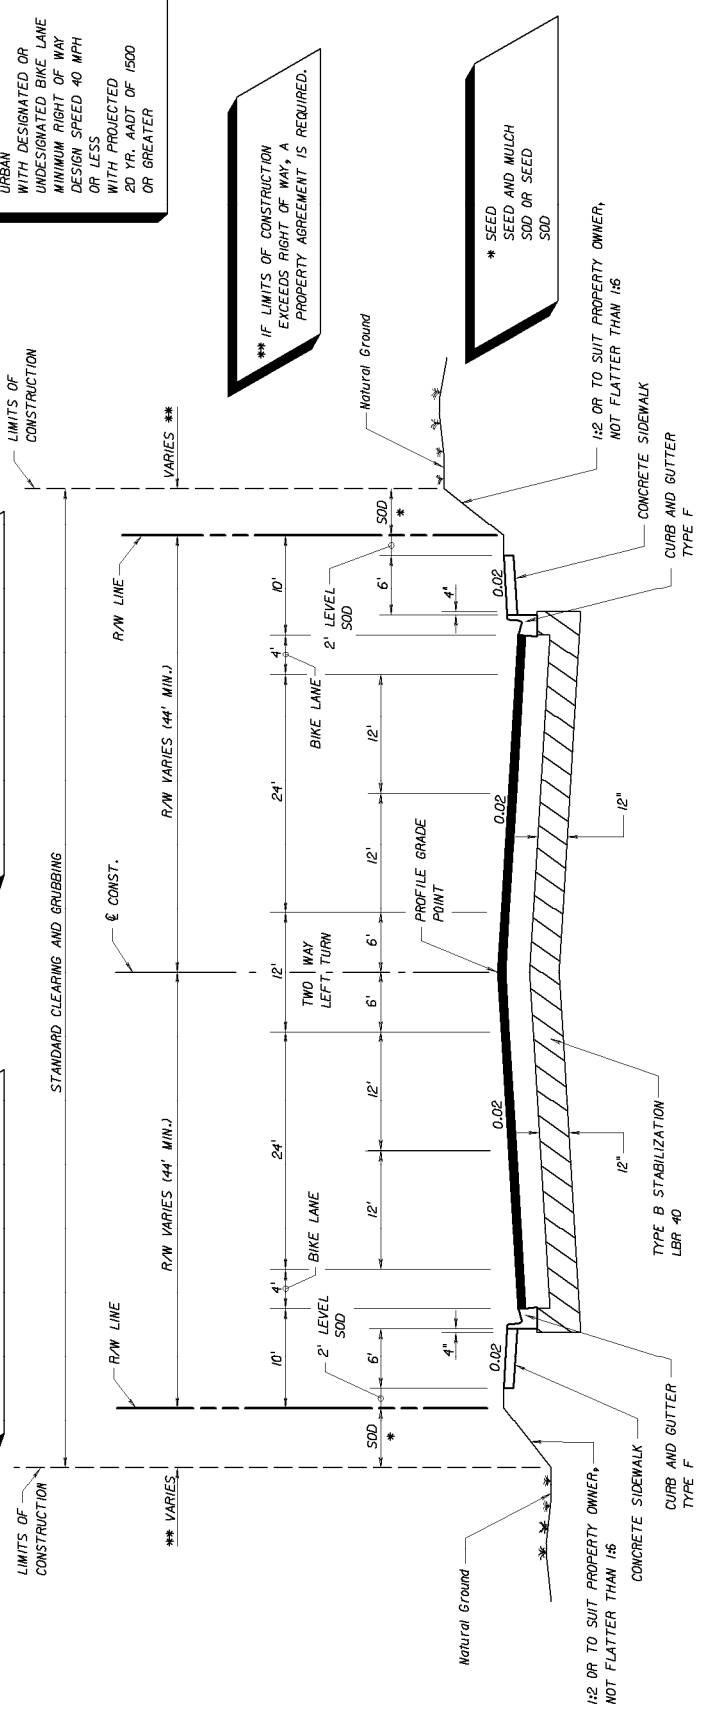 URBAN
WITH DESIGNATED OR
UNDESIGNATED BIKE LANE
MINIMUM RIGHT OF WAY
DESIGN SPEED 40 MPH
OR LESS
WITH PROJECTED
20 YR. AADT OF 1500
OR GREATER
** IF LIMITS OF CONSTRUCTION
EXCEEDS RIGHT OF WAY, A
PROPERTY AGREEMENT IS REQUIRED.
* SEED
SEED AND MULCH
SOD OR SEED
SOD
LIMITS OF
CONSTRUCTION
STANDARD CLEARING AND GRUBBING
LIMITS OF
CONSTRUCTION
R/W LINE
℄ CONST.
R/W LINE
** VARIES
R/W VARIES (44' MIN.)
R/W VARIES (44' MIN.)
VARIES **
10'
4'
24'
12'
24'
4'
10'
BIKE LANE
TWO WAY
LEFT TURN
BIKE LANE
2' LEVEL
SOD
2' LEVEL
SOD
SOD
*
6'
12'
12'
6'
6'
12'
12'
6'
SOD
*
Natural Ground
PROFILE GRADE
POINT
4"
4"
0.02
0.02
0.02
0.02
Natural Ground
12"
12"
1:2 OR TO SUIT PROPERTY OWNER,
NOT FLATTER THAN 1:6
CONCRETE SIDEWALK
CURB AND GUTTER
TYPE F
TYPE B STABILIZATION
LBR 40
1:2 OR TO SUIT PROPERTY OWNER,
NOT FLATTER THAN 1:6
CONCRETE SIDEWALK
CURB AND GUTTER
TYPE F